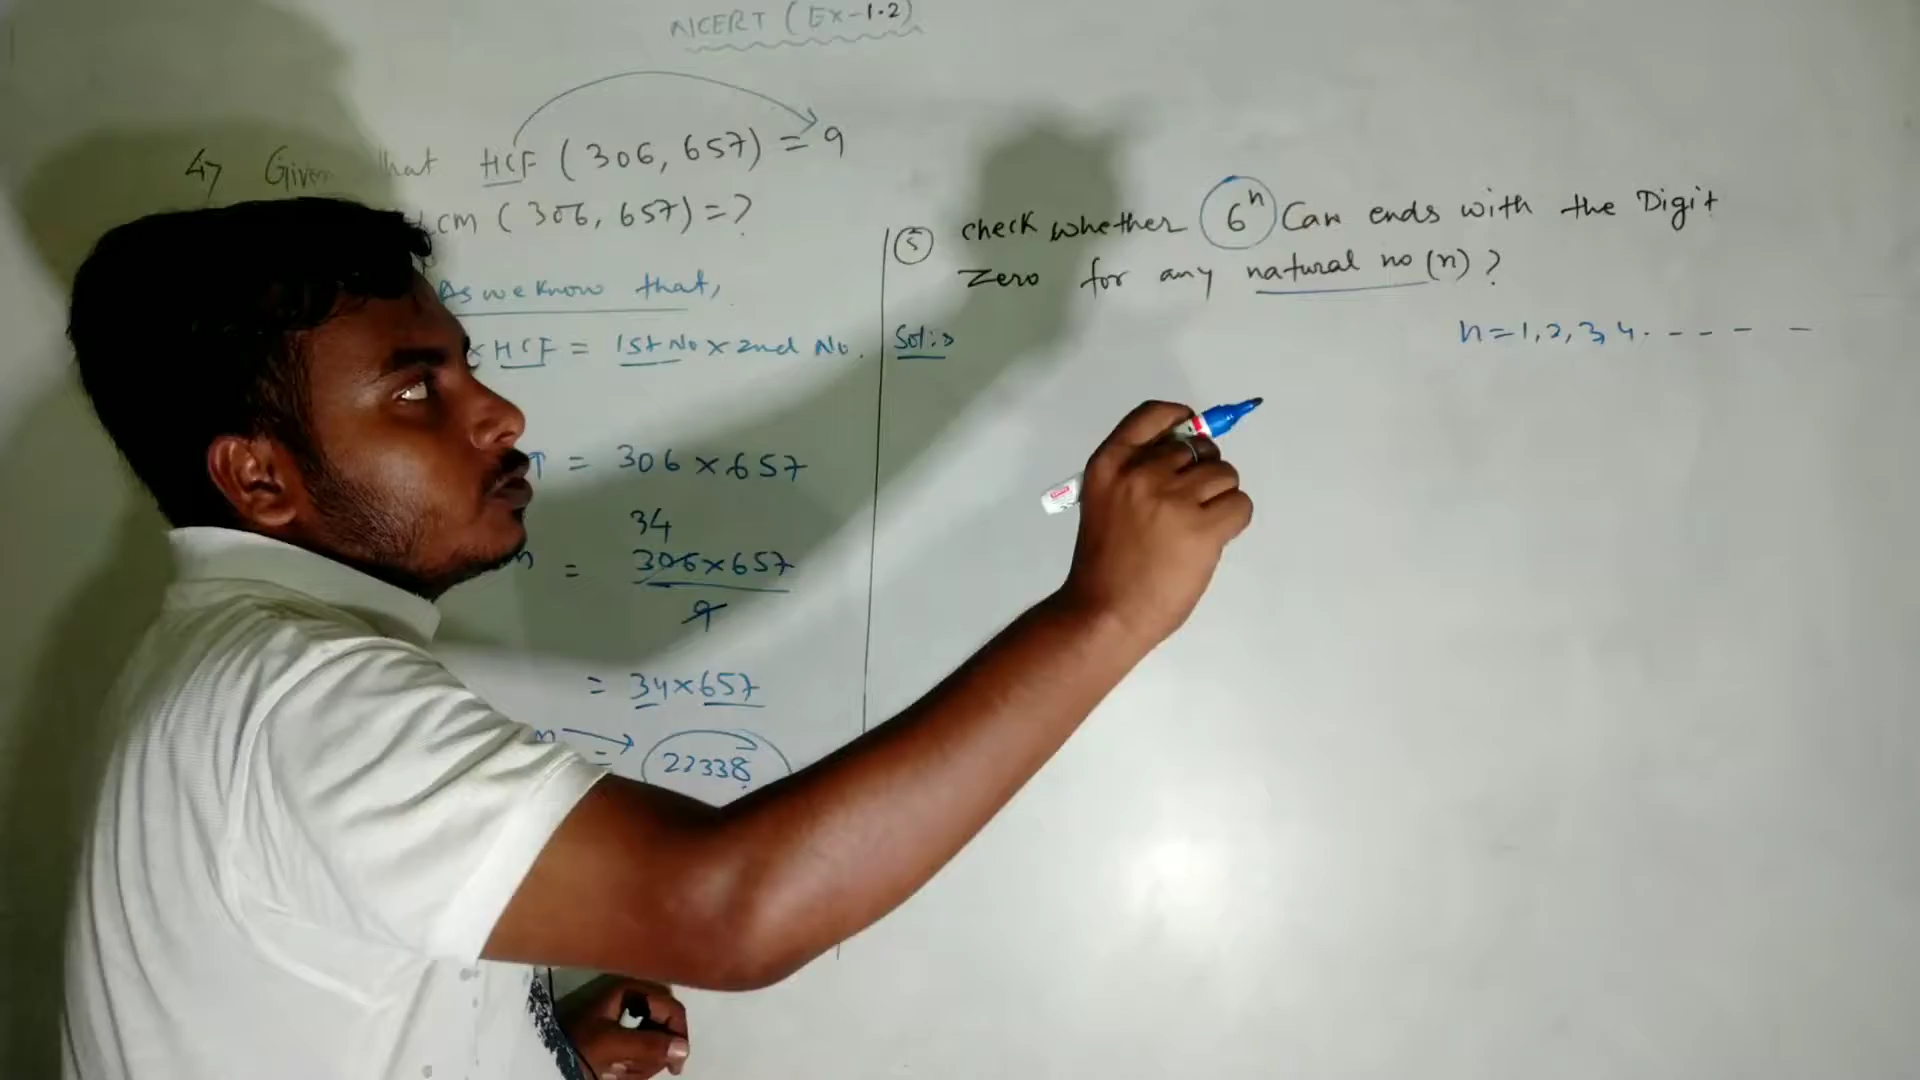 NCERT (Ex-1.2)
4> Given that HCF (306, 657) = 9
Lcm (306, 657) = ?
As we know that,
× HCF = 1st No × 2nd No.
= 306 × 657
34
= 306 × 657
9
= 34 × 657
= 22338
5 check whether 6ⁿ Can ends with the Digit
Zero for any natural no (n) ?
Sol:>
n = 1, 2, 3, 4. - - - -